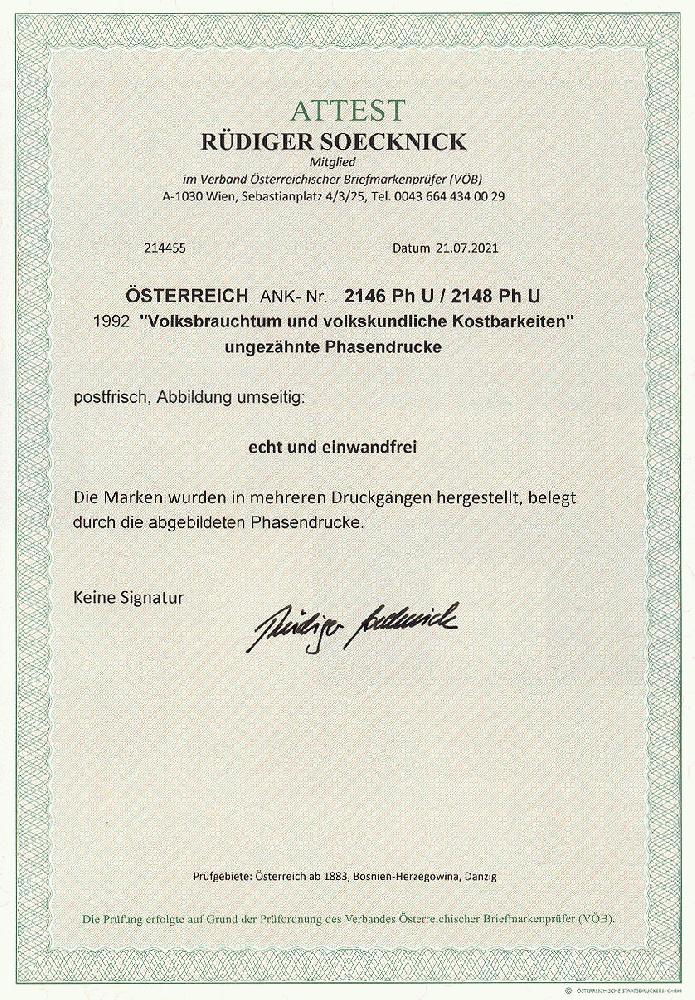 ATTEST
RÜDIGER SOECKNICK
Mitglied
im Verband Österreichischer Briefmarkenprüfer (VÖB)
A-1030 Wien, Sebastianplatz 4/3/25, Tel. 0043 664 434 00 29
214455 Datum 21.07.2021
ÖSTERREICH ANK- Nr. 2146 Ph U / 2148 Ph U
1992 "Volksbrauchtum und volkskundliche Kostbarkeiten"
ungezähnte Phasendrucke
postfrisch, Abbildung umseitig:
echt und einwandfrei
Die Marken wurden in mehreren Druckgängen hergestellt, belegt
durch die abgebildeten Phasendrucke.
Keine Signatur
Rüdiger Soecknick
Prüfgebiete: Österreich ab 1883, Bosnien-Herzegowina, Danzig
Die Prüfung erfolgte auf Grund der Prüfordnung des Verbandes Österreichischer Briefmarkenprüfer (VÖB).
© ÖSTERREICHISCHE STAATSDRUCKEREI